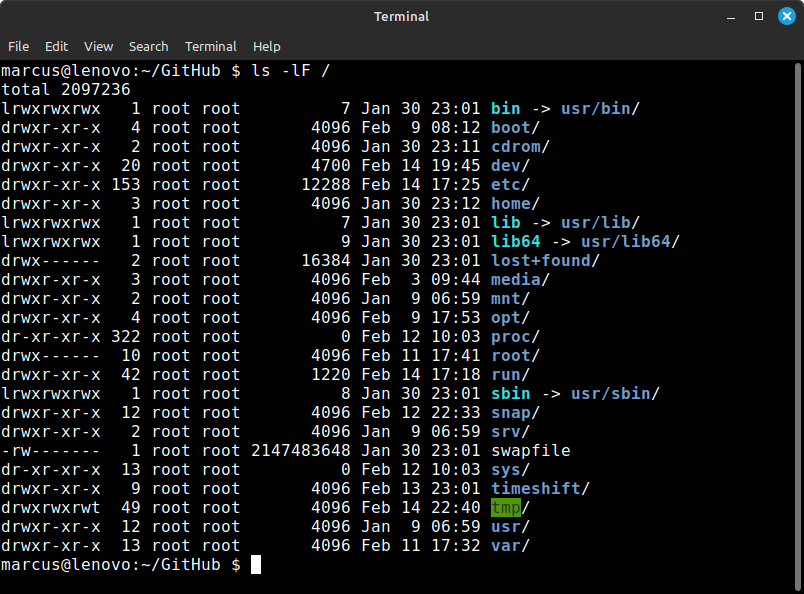 Terminal
File Edit View Search Terminal Help
marcus@lenovo:~/GitHub $ ls -lF /
total 2097236
lrwxrwxrwx   1 root root          7 Jan 30 23:01 bin -> usr/bin/
drwxr-xr-x   4 root root       4096 Feb  9 08:12 boot/
drwxr-xr-x   2 root root       4096 Jan 30 23:11 cdrom/
drwxr-xr-x  20 root root       4700 Feb 14 19:45 dev/
drwxr-xr-x 153 root root      12288 Feb 14 17:25 etc/
drwxr-xr-x   3 root root       4096 Jan 30 23:12 home/
lrwxrwxrwx   1 root root          7 Jan 30 23:01 lib -> usr/lib/
lrwxrwxrwx   1 root root          9 Jan 30 23:01 lib64 -> usr/lib64/
drwx------   2 root root      16384 Jan 30 23:01 lost+found/
drwxr-xr-x   3 root root       4096 Feb  3 09:44 media/
drwxr-xr-x   2 root root       4096 Jan  9 06:59 mnt/
drwxr-xr-x   4 root root       4096 Feb  9 17:53 opt/
dr-xr-xr-x 322 root root          0 Feb 12 10:03 proc/
drwx------  10 root root       4096 Feb 11 17:41 root/
drwxr-xr-x  42 root root       1220 Feb 14 17:18 run/
lrwxrwxrwx   1 root root          8 Jan 30 23:01 sbin -> usr/sbin/
drwxr-xr-x  12 root root       4096 Feb 12 22:33 snap/
drwxr-xr-x   2 root root       4096 Jan  9 06:59 srv/
-rw-------   1 root root 2147483648 Jan 30 23:01 swapfile
dr-xr-xr-x  13 root root          0 Feb 12 10:03 sys/
drwxr-xr-x   9 root root       4096 Feb 13 23:01 timeshift/
drwxrwxrwt  49 root root       4096 Feb 14 22:40 tmp/
drwxr-xr-x  12 root root       4096 Jan  9 06:59 usr/
drwxr-xr-x  13 root root       4096 Feb 11 17:32 var/
marcus@lenovo:~/GitHub $